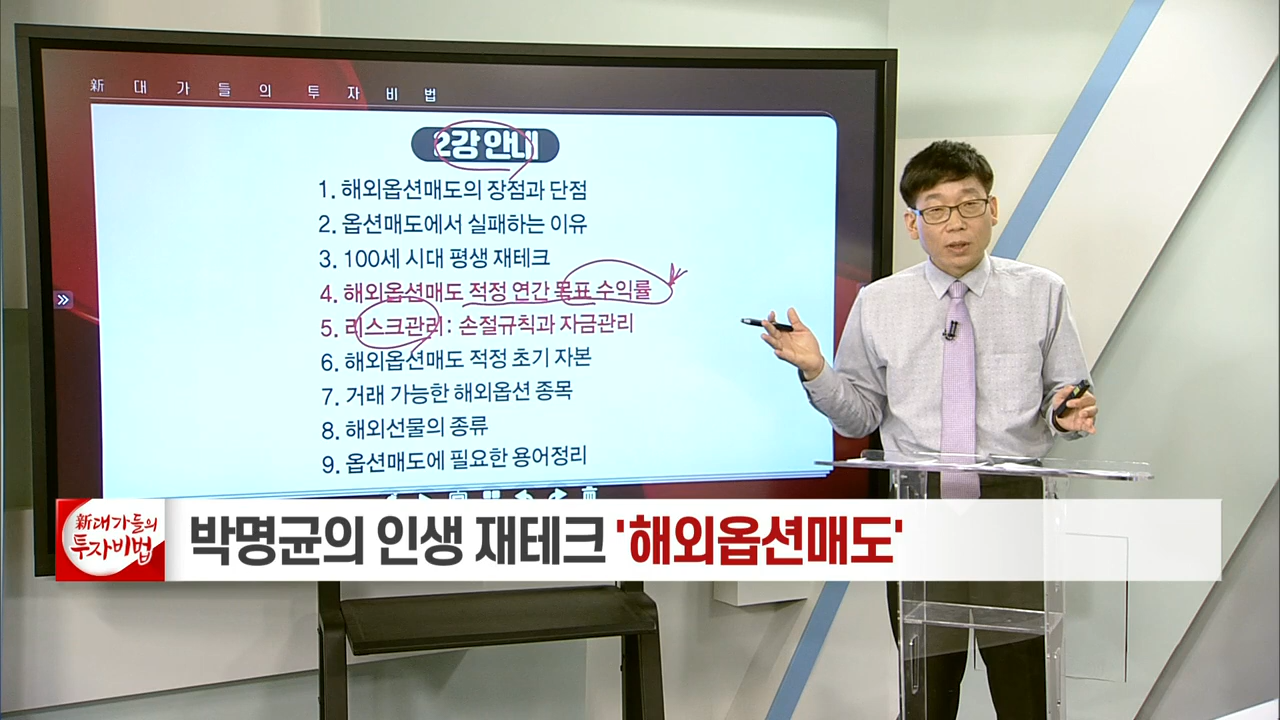 新 대 가 들 의 투 자 비 법
2강 안내
1. 해외옵션매도의 장점과 단점
2. 옵션매도에서 실패하는 이유
3. 100세 시대 평생 재테크
4. 해외옵션매도 적정 연간 목표 수익률
5. 리스크관리 : 손절규칙과 자금관리
6. 해외옵션매도 적정 초기 자본
7. 거래 가능한 해외옵션 종목
8. 해외선물의 종류
9. 옵션매도에 필요한 용어정리
新대가들의
투자비법
박명균의 인생 재테크 '해외옵션매도'